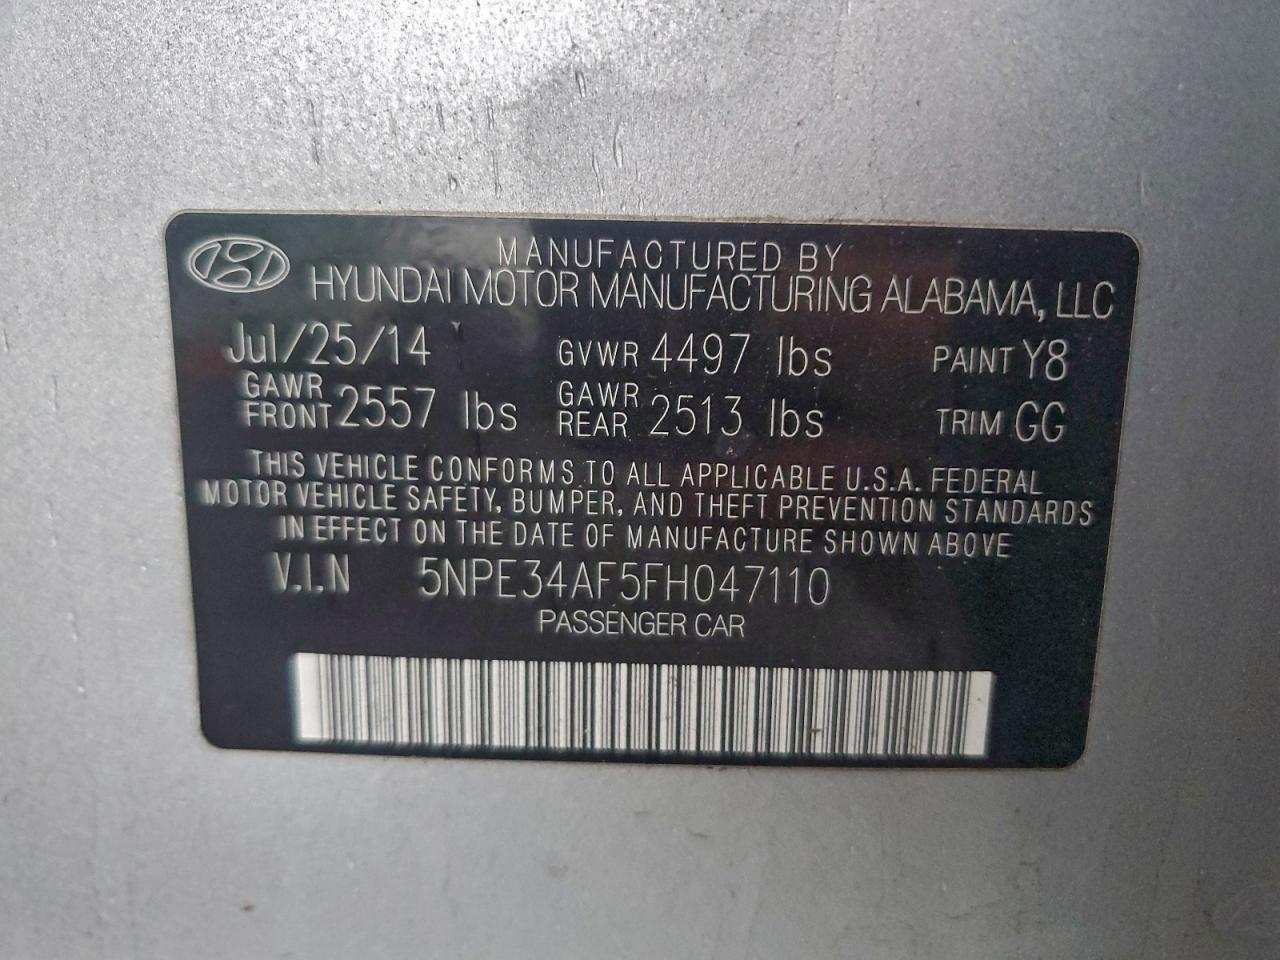 MANUFACTURED BY
HYUNDAI MOTOR MANUFACTURING ALABAMA, LLC
Jul/25/14 GVWR 4497 lbs PAINT Y8
GAWR FRONT 2557 lbs GAWR REAR 2513 lbs TRIM GG
THIS VEHICLE CONFORMS TO ALL APPLICABLE U.S.A. FEDERAL
MOTOR VEHICLE SAFETY, BUMPER, AND THEFT PREVENTION STANDARDS
IN EFFECT ON THE DATE OF MANUFACTURE SHOWN ABOVE
V.I.N 5NPE34AF5FH047110
PASSENGER CAR